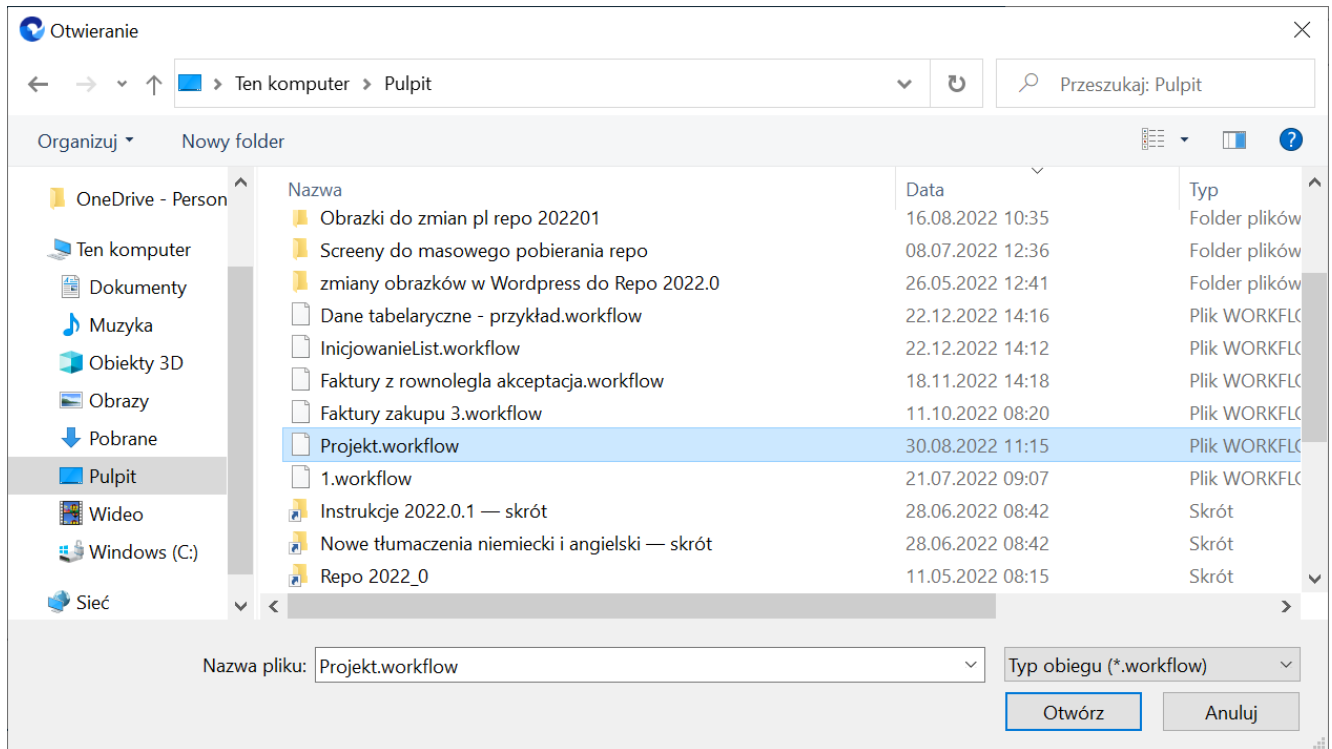 Otwieranie
Ten komputer > Pulpit
Przeszukaj: Pulpit
Organizuj
Nowy folder
?
OneDrive - Person
Ten komputer
Dokumenty
Muzyka
Obiekty 3D
Obrazy
Pobrane
Pulpit
Wideo
Windows (C:)
Sieć
Nazwa Data Typ
Obrazki do zmian pl repo 202201 16.08.2022 10:35 Folder plików
Screeny do masowego pobierania repo 08.07.2022 12:36 Folder plików
zmiany obrazków w Wordpress do Repo 2022.0 26.05.2022 12:41 Folder plików
Dane tabelaryczne - przykład.workflow 22.12.2022 14:16 Plik WORKFL
InicjowanieList.workflow 22.12.2022 14:12 Plik WORKFL
Faktury z rownolegla akceptacja.workflow 18.11.2022 14:18 Plik WORKFL
Faktury zakupu 3.workflow 11.10.2022 08:20 Plik WORKFL
Projekt.workflow 30.08.2022 11:15 Plik WORKFL
1.workflow 21.07.2022 09:07 Plik WORKFL
Instrukcje 2022.0.1 — skrót 28.06.2022 08:42 Skrót
Nowe tłumaczenia niemiecki i angielski — skrót 28.06.2022 08:42 Skrót
Repo 2022_0 11.05.2022 08:15 Skrót
Nazwa pliku: Projekt.workflow
Typ obiegu (*.workflow)
Otwórz Anuluj